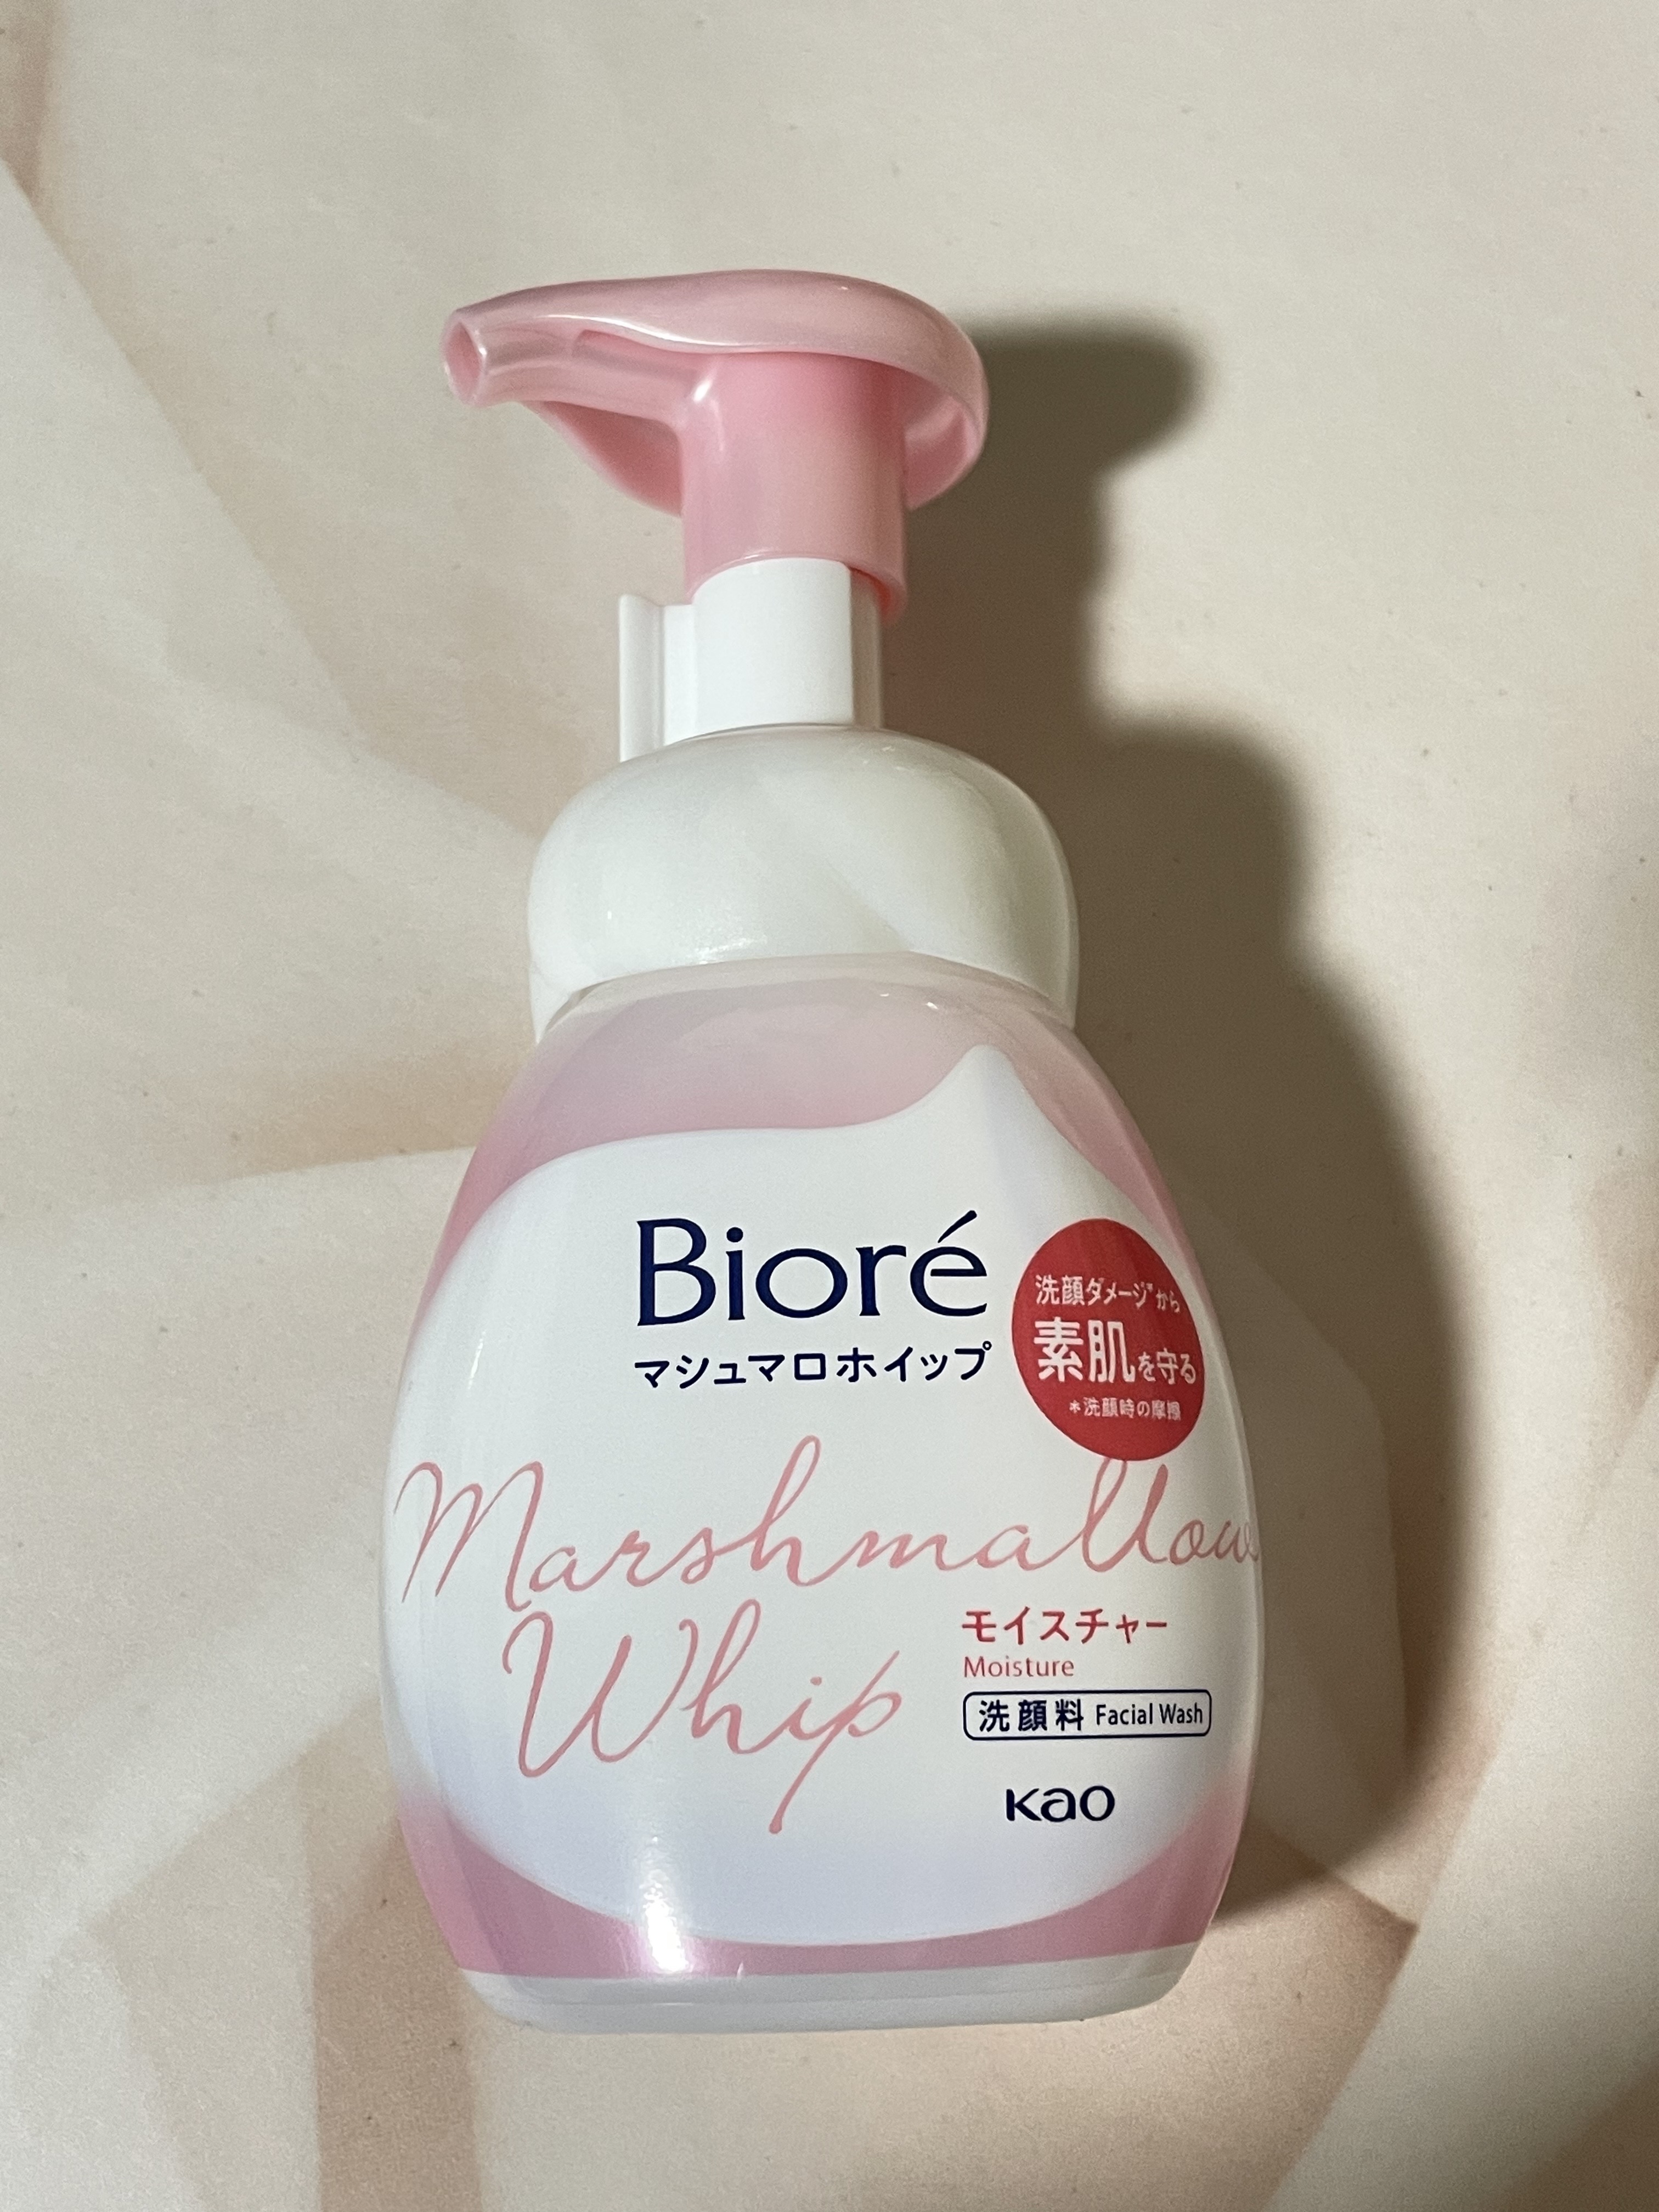 Bioré
マシュマロホイップ
洗顔ダメージ*から
素肌を守る
*洗顔時の摩擦
Marshmallow
Whip
モイスチャー
Moisture
洗顔料 Facial Wash
Kao